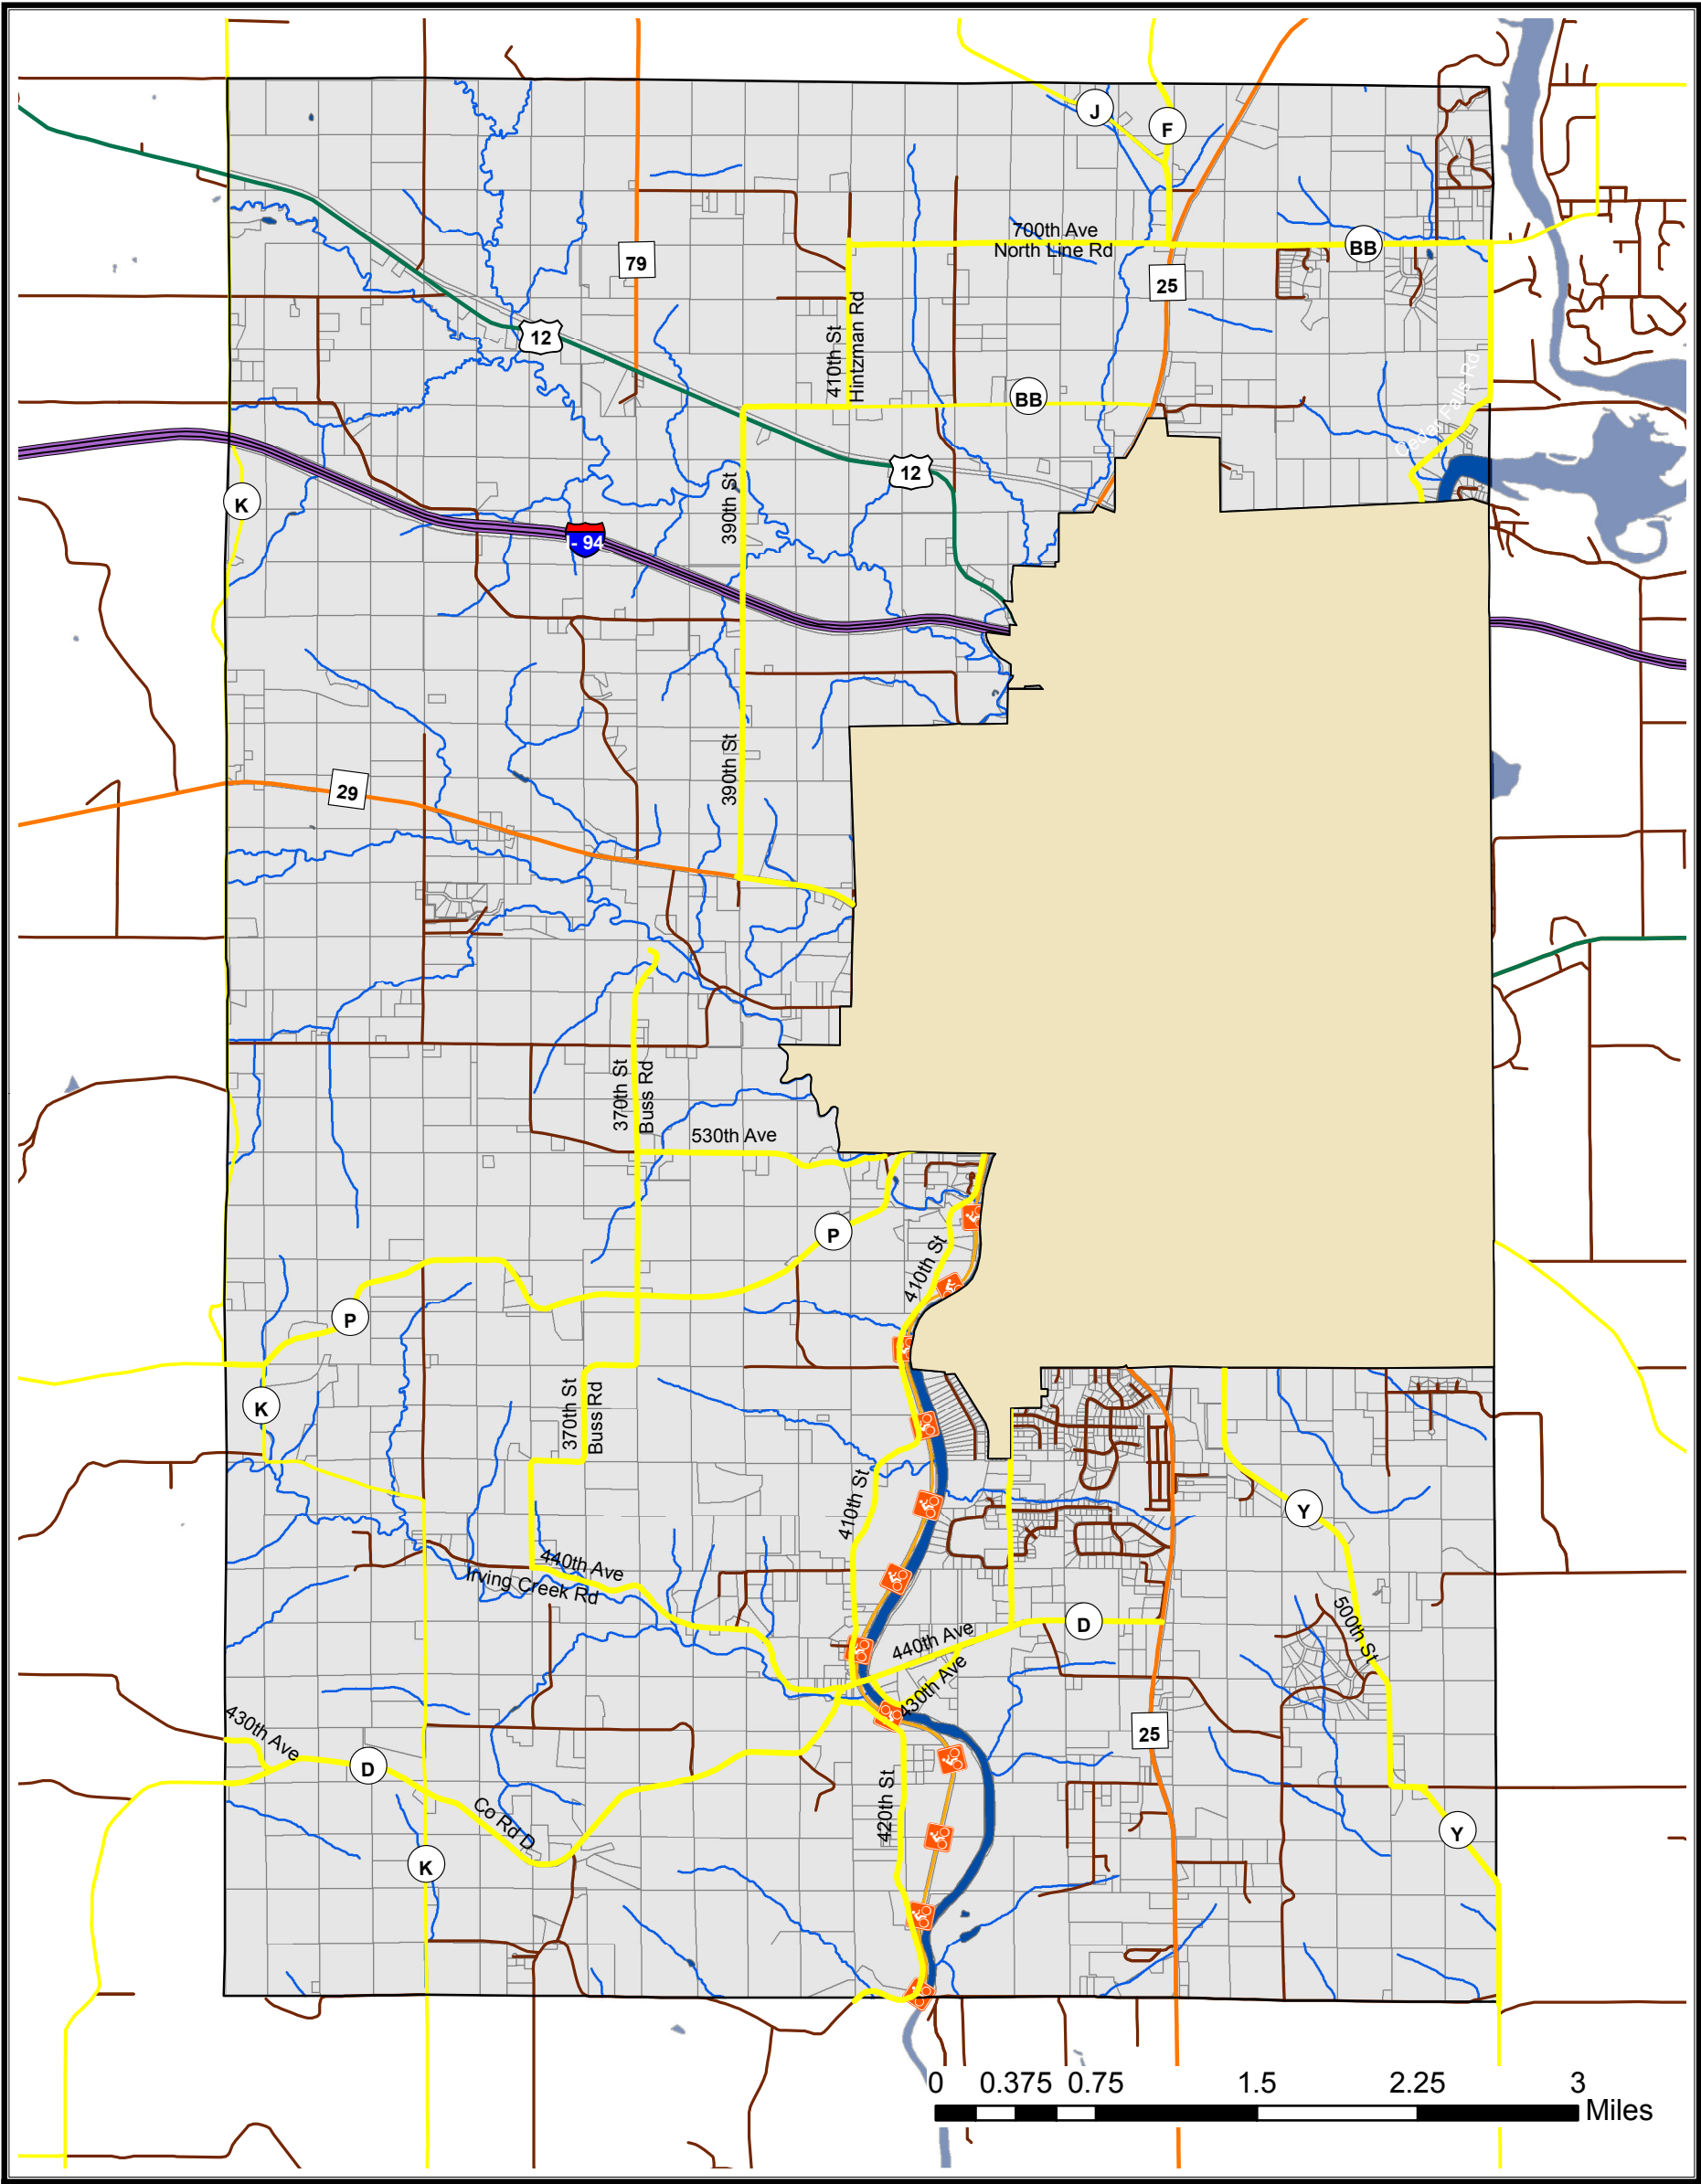 J
F
700th Ave
North Line Rd
BB
79
25
12
410th St
Hintzman Rd
Cedar Falls Rd
BB
12
K
390th St
I- 94
390th St
29
370th St
Buss Rd
530th Ave
P
410th St
P
K
370th St
Buss Rd
410th St
Y
440th Ave
Irving Creek Rd
D
500th St
440th Ave
430th Ave
430th Ave
25
D
420th St
Co Rd D
Y
K
0 0.375 0.75 1.5 2.25 3
Miles